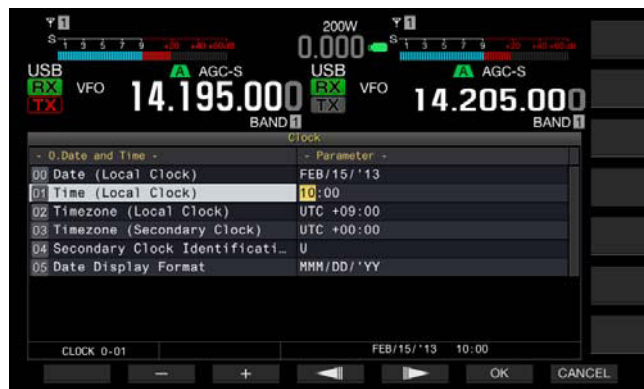 1 200W 1
S 1 3 5 7 9 +20 +40 +60dB 0.000 S 1 3 5 7 9 +20 +40 +60dB
USB A AGC-S USB A AGC-S
RX VFO 14.195.000 RX VFO 14.205.000
TX TX
BAND 1 BAND 1
Clock
- 0.Date and Time - - Parameter -
00 Date (Local Clock) FEB/15/'13
01 Time (Local Clock) 10:00
02 Timezone (Local Clock) UTC +09:00
03 Timezone (Secondary Clock) UTC +00:00
04 Secondary Clock Identificati… U
05 Date Display Format MMM/DD/'YY
CLOCK 0-01 FEB/15/'13 10:00
− + OK CANCEL